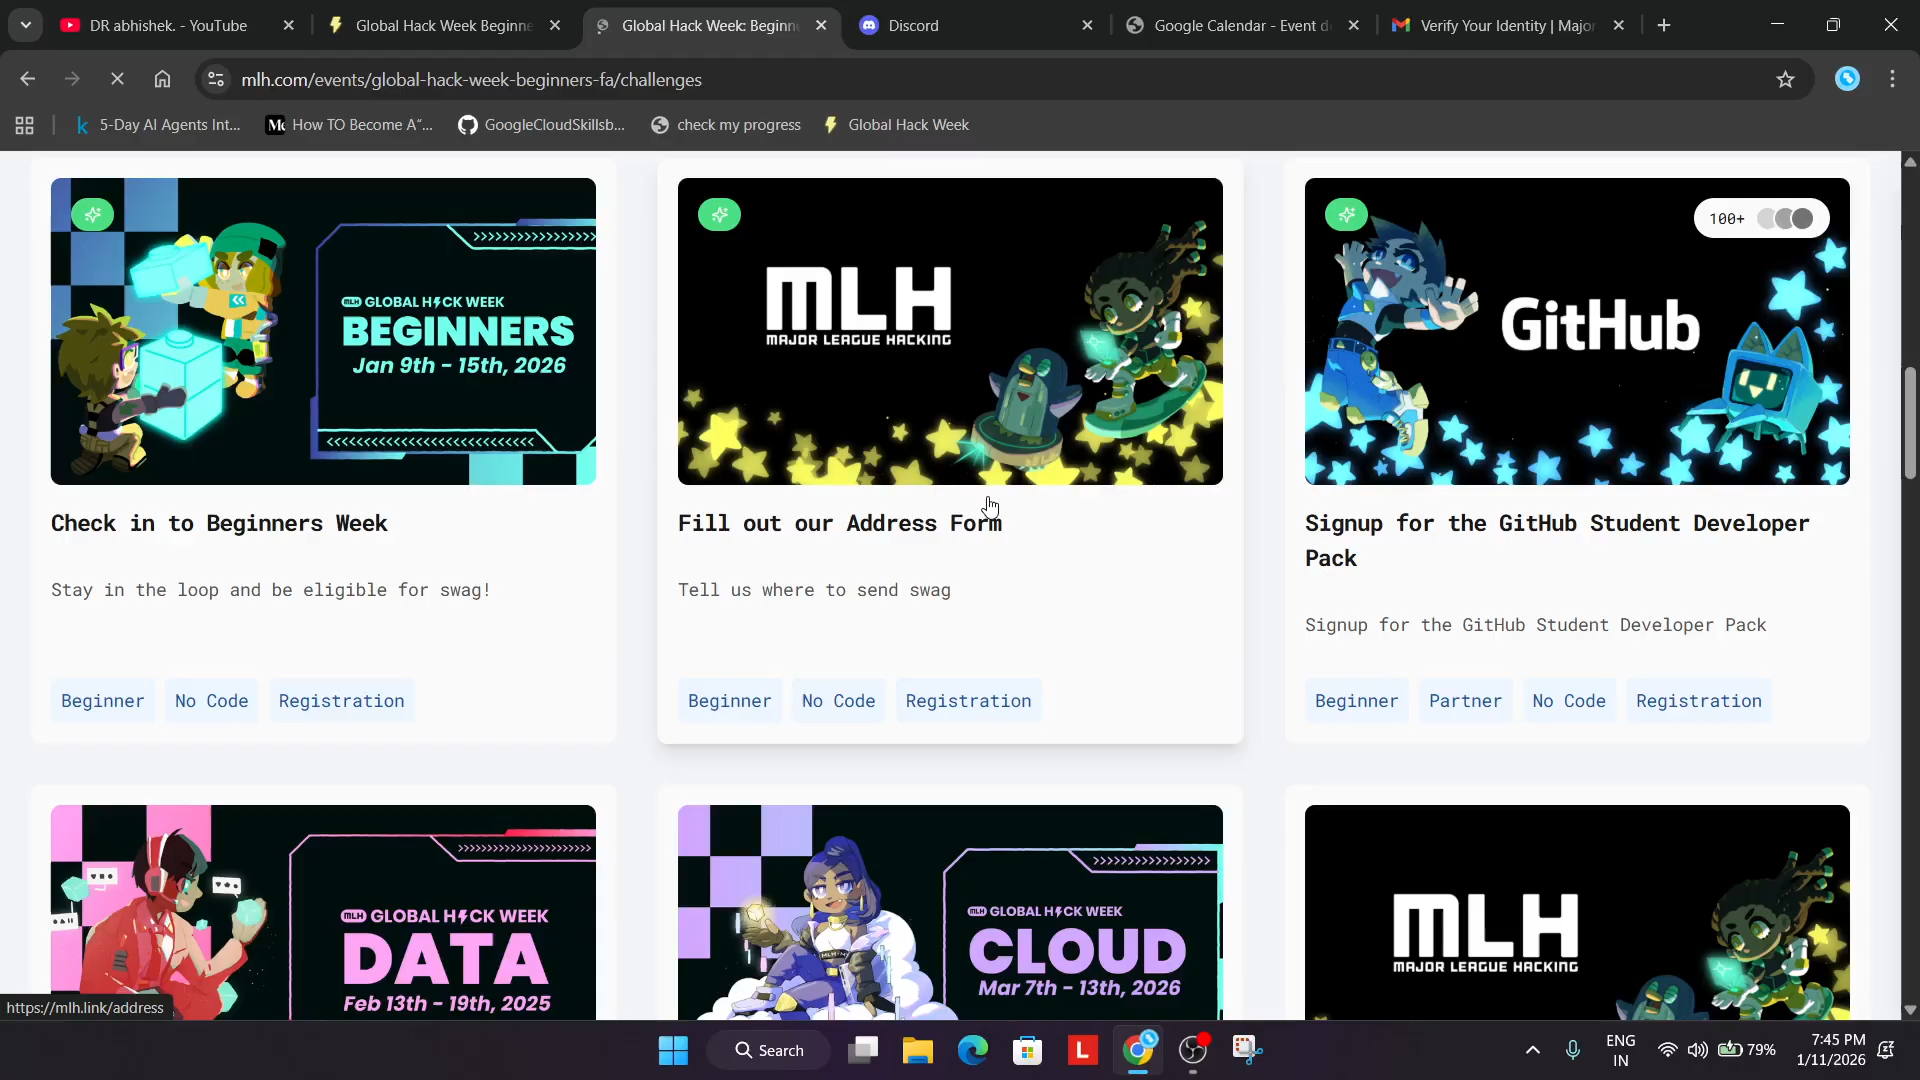 DR abhishek. - YouTube
Global Hack Week Beginne
Global Hack Week: Beginn
Discord
Google Calendar - Event d
Verify Your Identity | Majo
mlh.com/events/global-hack-week-beginners-fa/challenges
5-Day AI Agents Int...
How TO Become A“...
GoogleCloudSkillsb...
check my progress
Global Hack Week
MLH GLOBAL HACK WEEK
BEGINNERS
Jan 9th - 15th, 2026
MLH
MAJOR LEAGUE HACKING
GitHub
100+
Check in to Beginners Week
Stay in the loop and be eligible for swag!
Beginner
No Code
Registration
Fill out our Address Form
Tell us where to send swag
Beginner
No Code
Registration
Signup for the GitHub Student Developer
Pack
Signup for the GitHub Student Developer Pack
Beginner
Partner
No Code
Registration
MLH GLOBAL HACK WEEK
DATA
Feb 13th - 19th, 2025
MLH GLOBAL HACK WEEK
CLOUD
Mar 7th - 13th, 2026
MLH
MAJOR LEAGUE HACKING
https://mlh.link/address
Search
ENG
IN
79%
7:45 PM
1/11/2026